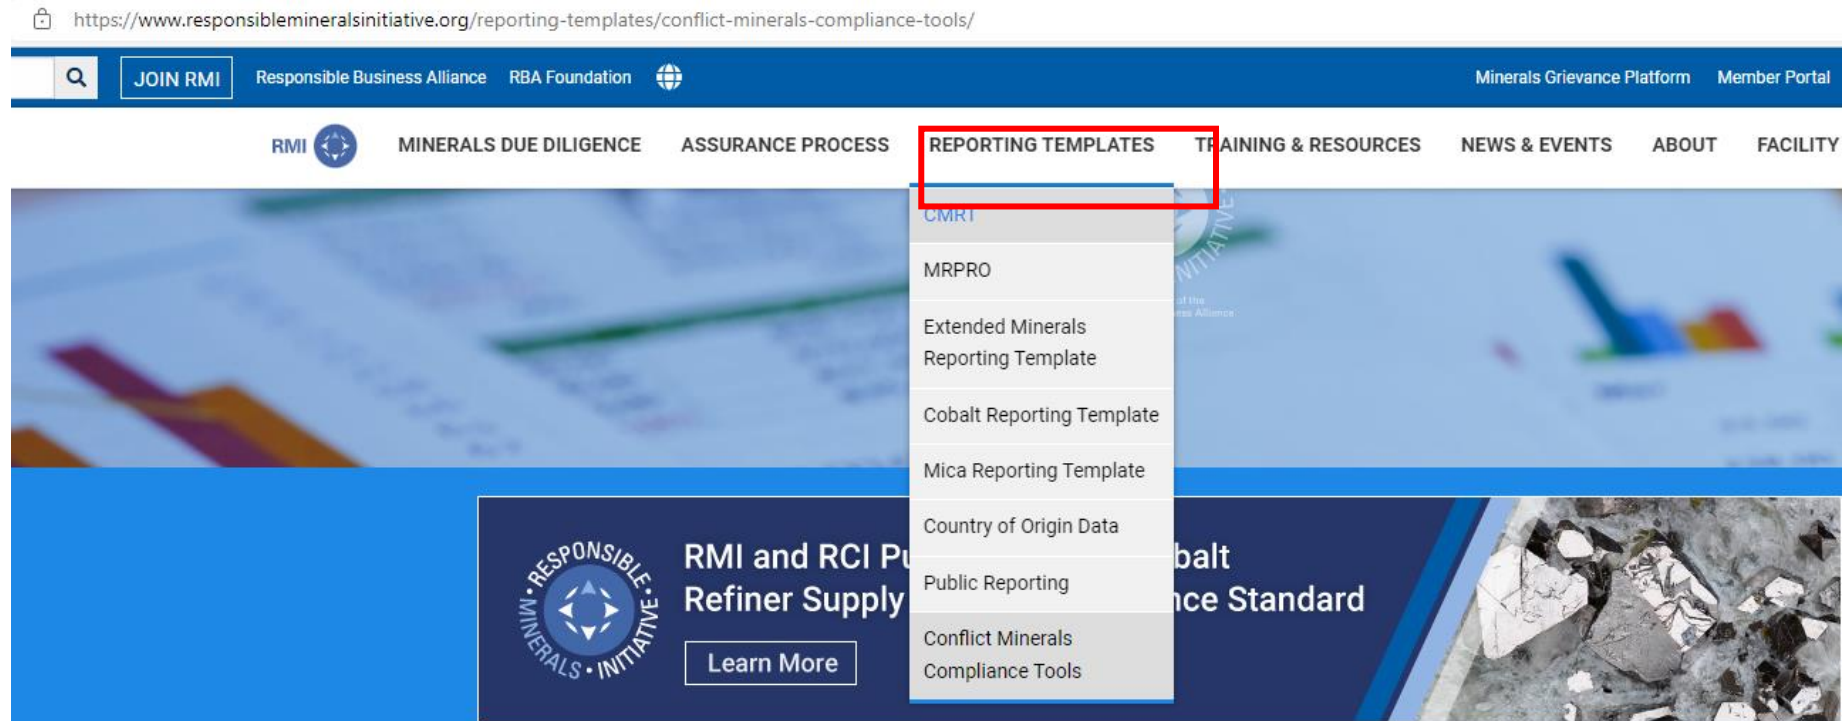 https://www.responsiblemineralsinitiative.org/reporting-templates/conflict-minerals-compliance-tools/
JOIN RMI Responsible Business Alliance RBA Foundation Minerals Grievance Platform Member Portal
RMI MINERALS DUE DILIGENCE ASSURANCE PROCESS REPORTING TEMPLATES TRAINING & RESOURCES NEWS & EVENTS ABOUT FACILITY
CMRT
MRPRO
Extended Minerals
Reporting Template
Cobalt Reporting Template
Mica Reporting Template
Country of Origin Data
Public Reporting
Conflict Minerals
Compliance Tools
RESPONSIBLE MINERALS INITIATIVE
RMI and RCI Pu balt
Refiner Supply nce Standard
Learn More